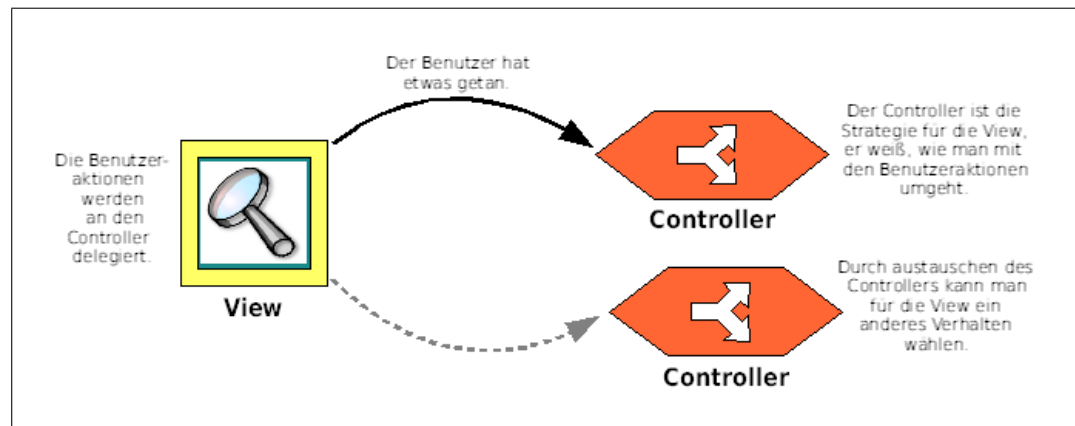 Der Benutzer hat
etwas getan.
Die Benutzer-
aktionen
werden
an den
Controller
delegiert.
View
Der Controller ist die
Strategie für die View,
er weiß, wie man mit
den Benutzeraktionen
umgeht.
Controller
Durch austauschen des
Controllers kann man
für die View ein
anderes Verhalten
wählen.
Controller